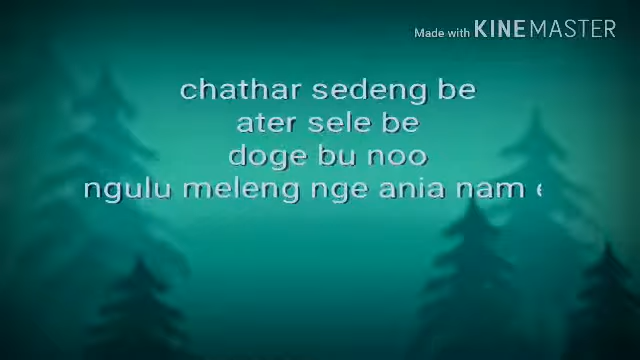 Made with KINEMASTER
chathar sedeng be
ater sele be
doge bu noo
ngulu meleng nge ania nam